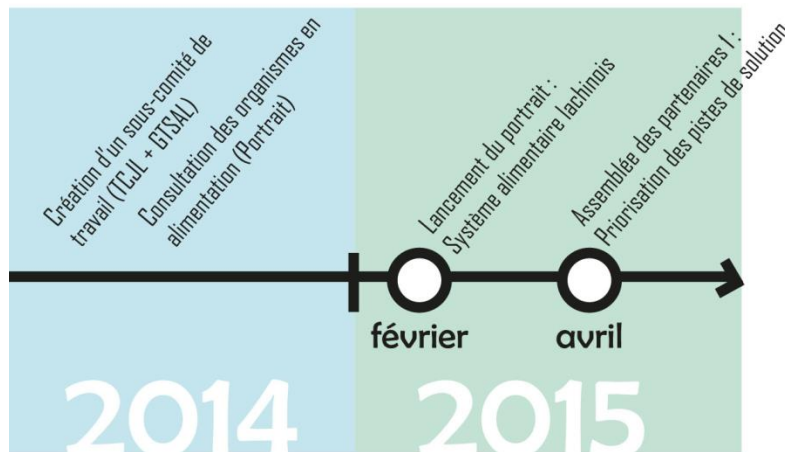 Création d'un sous-comité de
travail (TCJL + GTSAL)
Consultation des organismes en
alimentation (Portrait)
Lancement du portrait :
Système alimentaire lachinois
Assemblée des partenaires I :
Priorisation des pistes de solution
février
avril
2014
2015